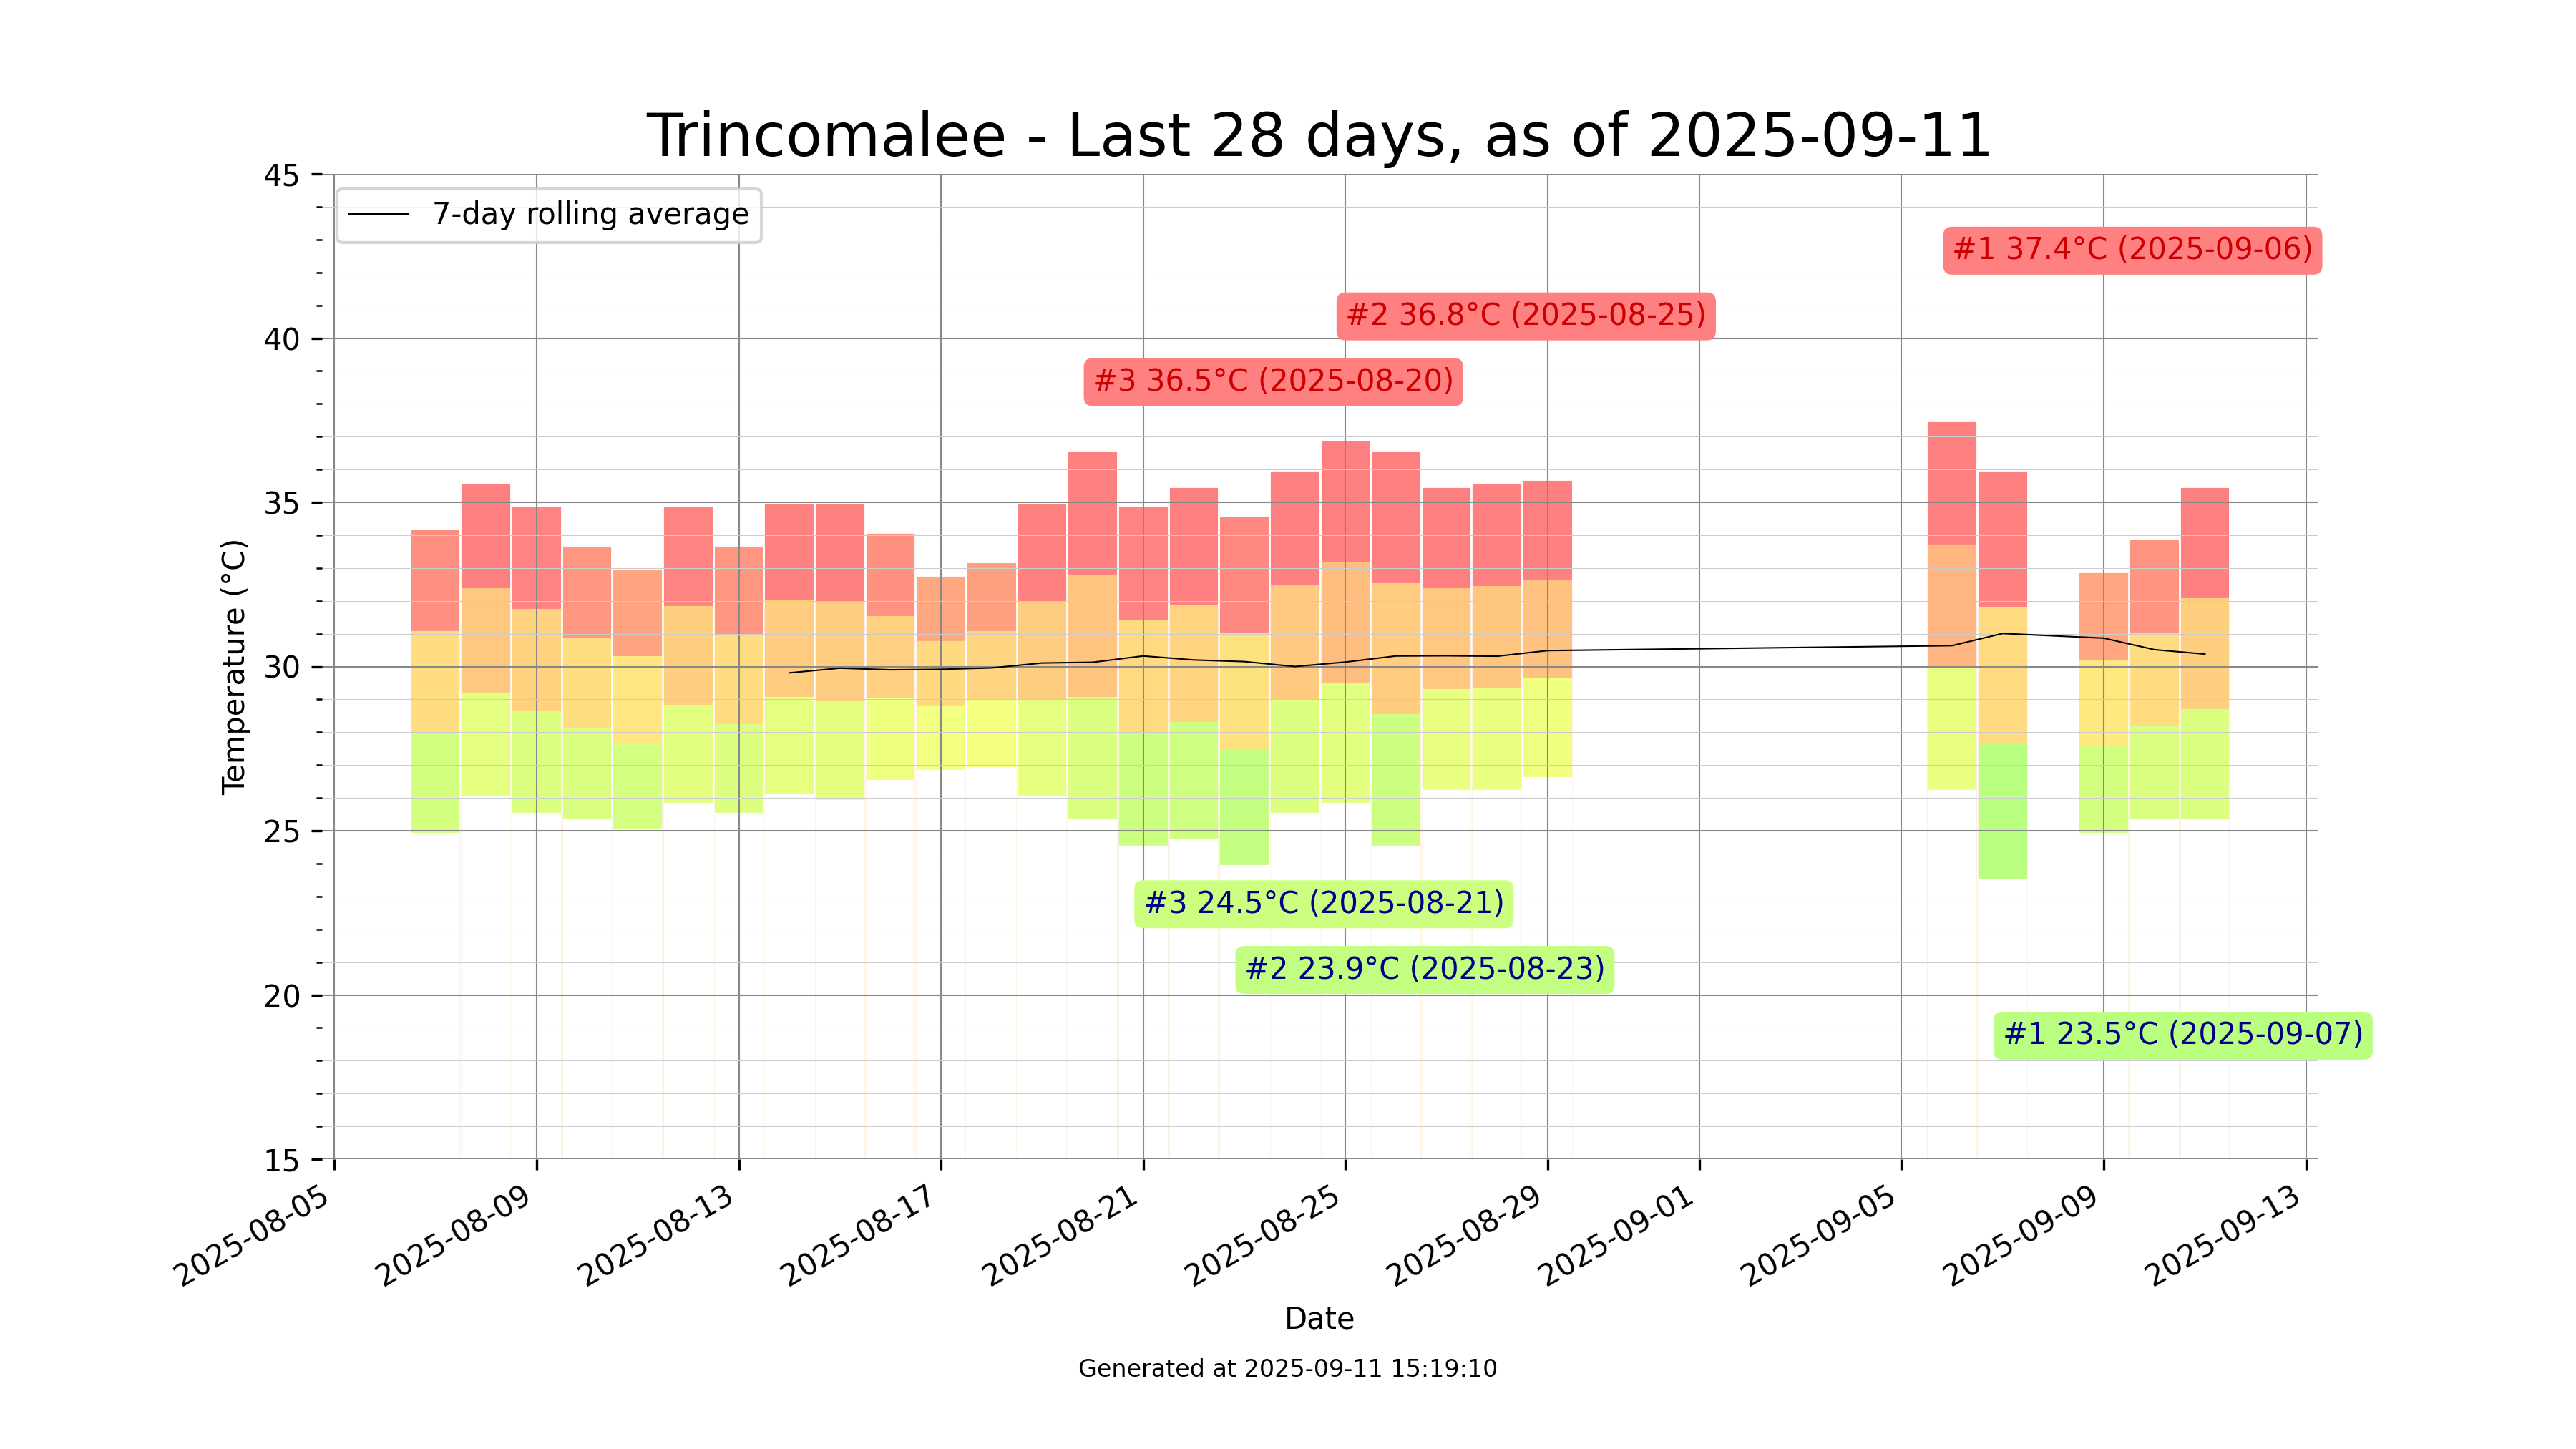 Trincomalee - Last 28 days, as of 2025-09-11
45
7-day rolling average
#1 37.4°C (2025-09-06)
#2 36.8°C (2025-08-25)
40
#3 36.5°C (2025-08-20)
35
Temperature (°C)
30
25
#3 24.5°C (2025-08-21)
#2 23.9°C (2025-08-23)
20
#1 23.5°C (2025-09-07)
15
2025-08-05
2025-08-09
2025-08-13
2025-08-17
2025-08-21
2025-08-25
2025-08-29
2025-09-01
2025-09-05
2025-09-09
2025-09-13
Date
Generated at 2025-09-11 15:19:10